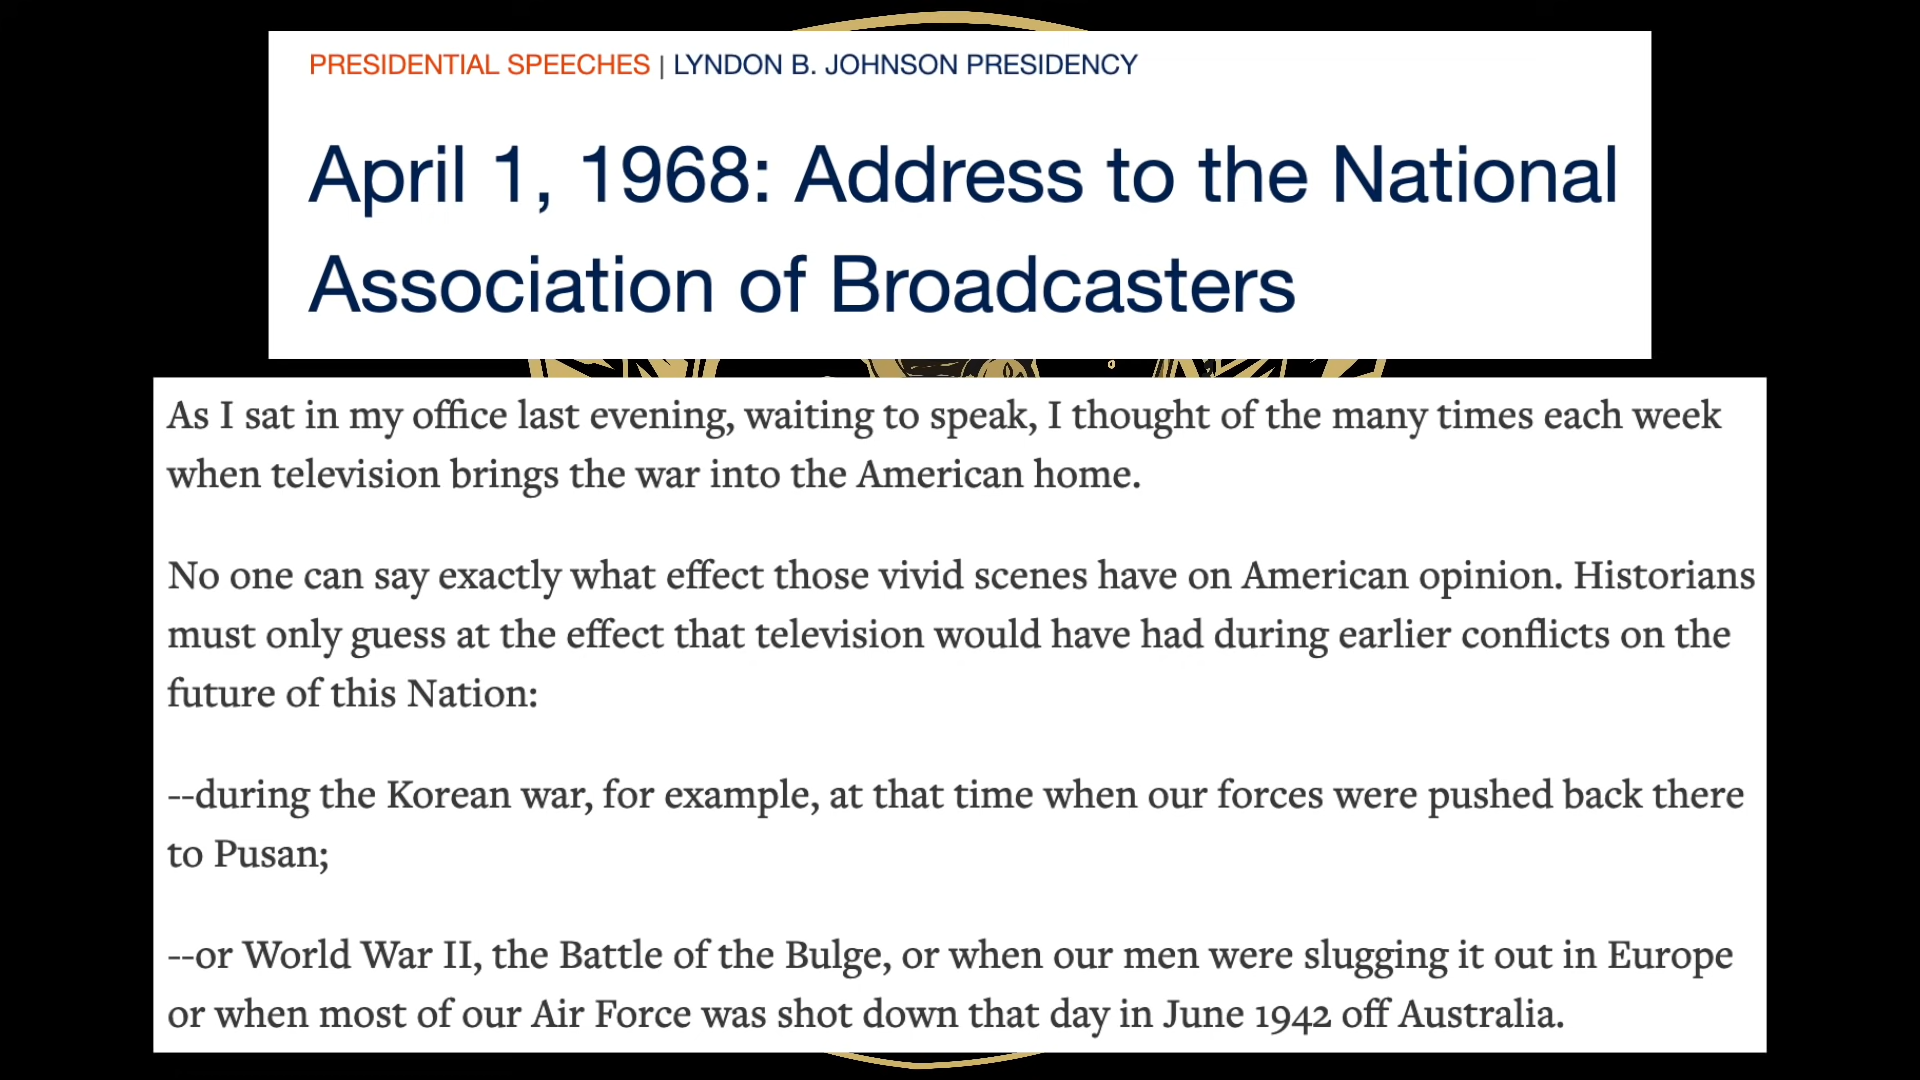 PRESIDENTIAL SPEECHES | LYNDON B. JOHNSON PRESIDENCY
April 1, 1968: Address to the National
Association of Broadcasters
As I sat in my office last evening, waiting to speak, I thought of the many times each week
when television brings the war into the American home.
No one can say exactly what effect those vivid scenes have on American opinion. Historians
must only guess at the effect that television would have had during earlier conflicts on the
future of this Nation:
--during the Korean war, for example, at that time when our forces were pushed back there
to Pusan;
--or World War II, the Battle of the Bulge, or when our men were slugging it out in Europe
or when most of our Air Force was shot down that day in June 1942 off Australia.